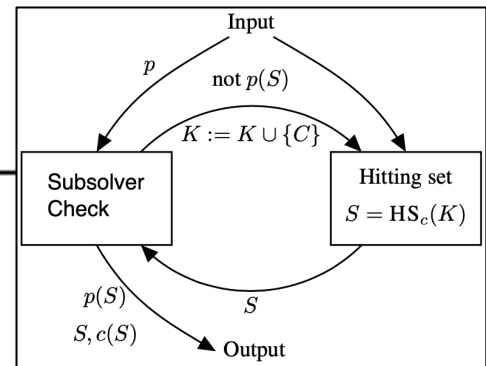 Input
p
not p(S)
K := K ∪ {C}
Subsolver
Check
Hitting set
S = HS_c(K)
p(S)
S, c(S)
S
Output